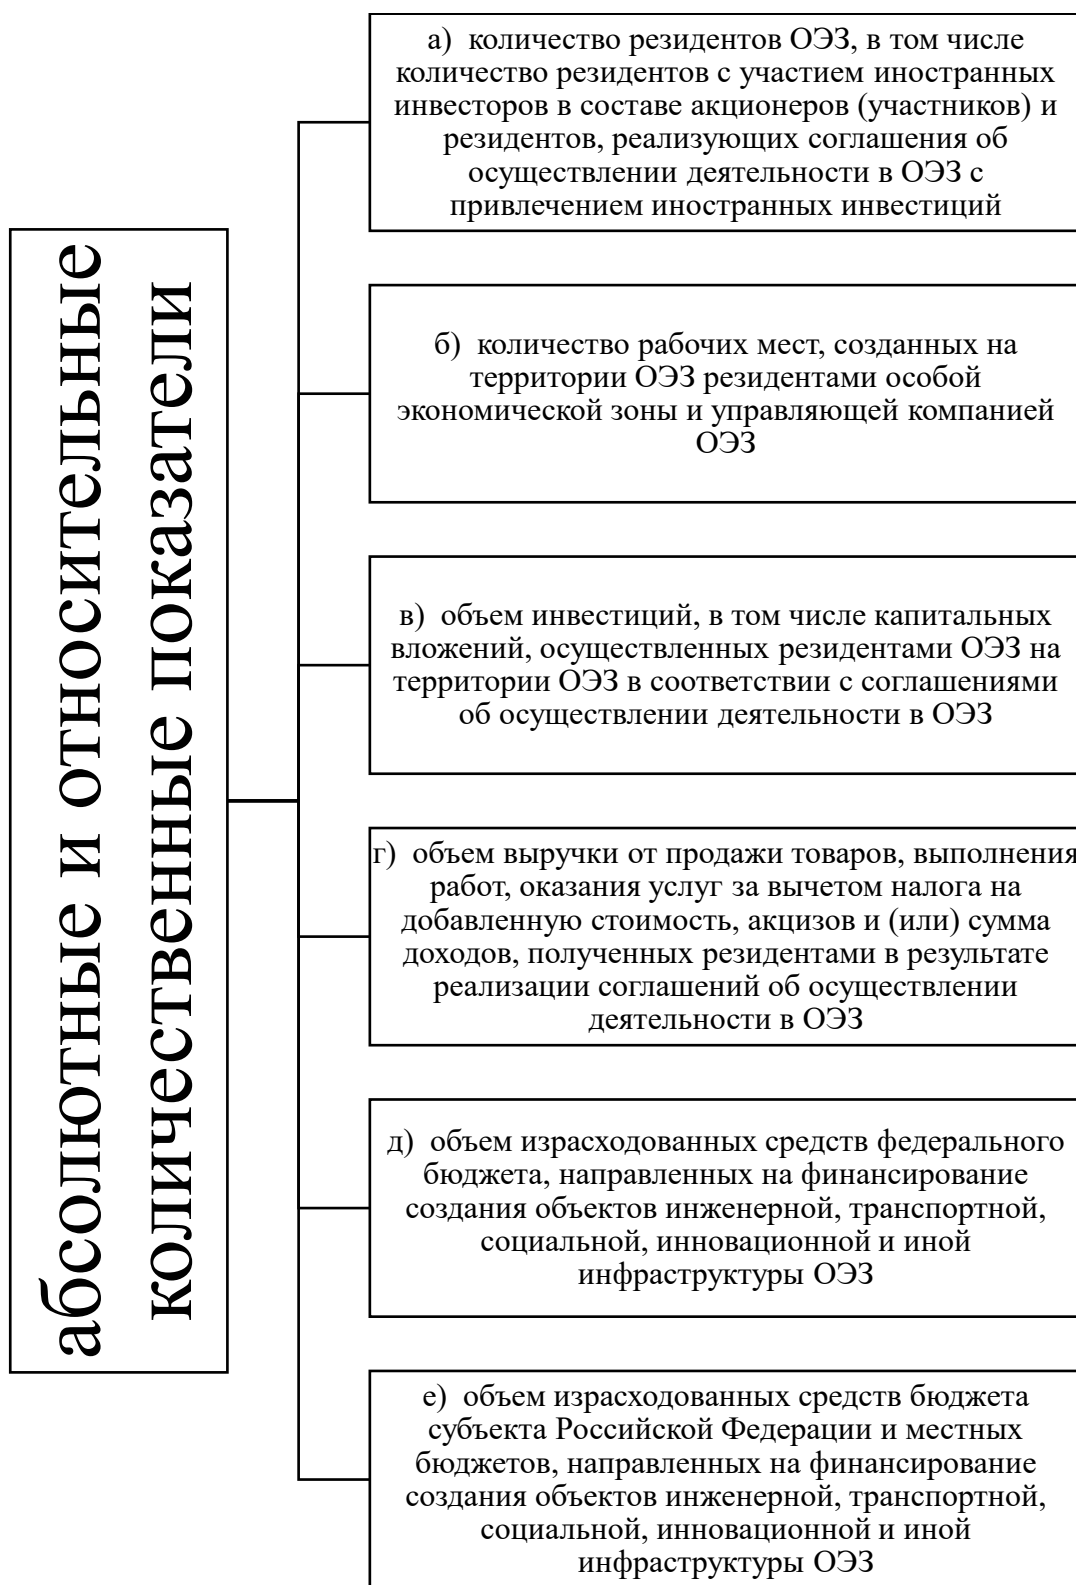 абсолютные и относительные
количественные показатели
а) количество резидентов ОЭЗ, в том числе
количество резидентов с участием иностранных
инвесторов в составе акционеров (участников) и
резидентов, реализующих соглашения об
осуществлении деятельности в ОЭЗ с
привлечением иностранных инвестиций
б) количество рабочих мест, созданных на
территории ОЭЗ резидентами особой
экономической зоны и управляющей компанией
ОЭЗ
в) объем инвестиций, в том числе капитальных
вложений, осуществленных резидентами ОЭЗ на
территории ОЭЗ в соответствии с соглашениями
об осуществлении деятельности в ОЭЗ
г) объем выручки от продажи товаров, выполнения
работ, оказания услуг за вычетом налога на
добавленную стоимость, акцизов и (или) сумма
доходов, полученных резидентами в результате
реализации соглашений об осуществлении
деятельности в ОЭЗ
д) объем израсходованных средств федерального
бюджета, направленных на финансирование
создания объектов инженерной, транспортной,
социальной, инновационной и иной
инфраструктуры ОЭЗ
е) объем израсходованных средств бюджета
субъекта Российской Федерации и местных
бюджетов, направленных на финансирование
создания объектов инженерной, транспортной,
социальной, инновационной и иной
инфраструктуры ОЭЗ